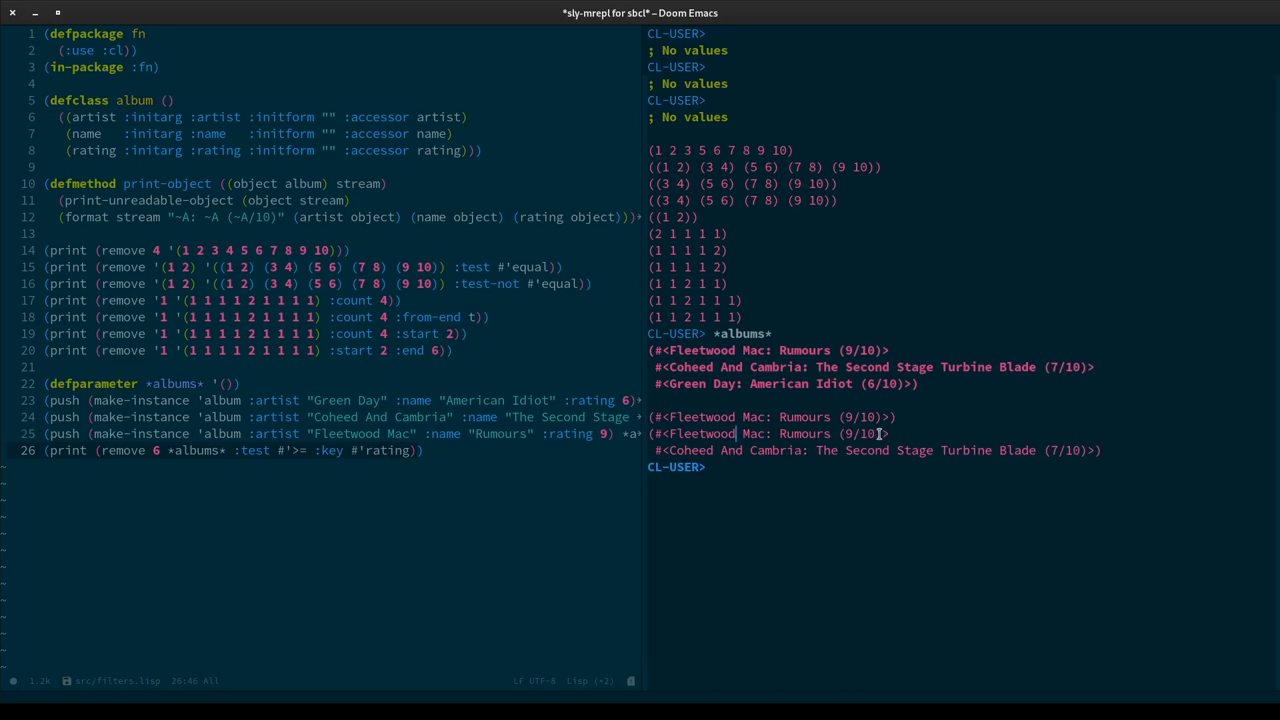 *sly-mrepl for sbcl* – Doom Emacs
1 (defpackage fn
2   (:use :cl))
3 (in-package :fn)
4
5 (defclass album ()
6   ((artist :initarg :artist :initform "" :accessor artist)
7    (name   :initarg :name   :initform "" :accessor name)
8    (rating :initarg :rating :initform "" :accessor rating)))
9
10 (defmethod print-object ((object album) stream)
11   (print-unreadable-object (object stream)
12   (format stream "~A: ~A (~A/10)" (artist object) (name object) (rating object)))
13
14 (print (remove 4 '(1 2 3 4 5 6 7 8 9 10)))
15 (print (remove '(1 2) '((1 2) (3 4) (5 6) (7 8) (9 10)) :test #'equal))
16 (print (remove '(1 2) '((1 2) (3 4) (5 6) (7 8) (9 10)) :test-not #'equal))
17 (print (remove '1 '(1 1 1 1 2 1 1 1 1) :count 4))
18 (print (remove '1 '(1 1 1 1 2 1 1 1 1) :count 4 :from-end t))
19 (print (remove '1 '(1 1 1 1 2 1 1 1 1) :count 4 :start 2))
20 (print (remove '1 '(1 1 1 1 2 1 1 1 1) :start 2 :end 6))
21
22 (defparameter *albums* '())
23 (push (make-instance 'album :artist "Green Day" :name "American Idiot" :rating 6)
24 (push (make-instance 'album :artist "Coheed And Cambria" :name "The Second Stage
25 (push (make-instance 'album :artist "Fleetwood Mac" :name "Rumours" :rating 9) *a
26 (print (remove 6 *albums* :test #'>= :key #'rating))
~
~
~
~
~
~
~
~
~
~
~
~
~
1.2k src/filters.lisp 26:46 All LF UTF-8 Lisp (+2)
CL-USER>
; No values
CL-USER>
; No values
CL-USER>
; No values
(1 2 3 5 6 7 8 9 10)
((1 2) (3 4) (5 6) (7 8) (9 10))
((3 4) (5 6) (7 8) (9 10))
((3 4) (5 6) (7 8) (9 10))
((1 2))
(2 1 1 1 1)
(1 1 1 1 2)
(1 1 1 1 2)
(1 1 2 1 1)
(1 1 2 1 1 1)
(1 1 2 1 1 1)
CL-USER> *albums*
(#<Fleetwood Mac: Rumours (9/10)>
 #<Coheed And Cambria: The Second Stage Turbine Blade (7/10)>
 #<Green Day: American Idiot (6/10)>)
(#<Fleetwood Mac: Rumours (9/10)>)
(#<Fleetwood Mac: Rumours (9/10)>
 #<Coheed And Cambria: The Second Stage Turbine Blade (7/10)>)
CL-USER>